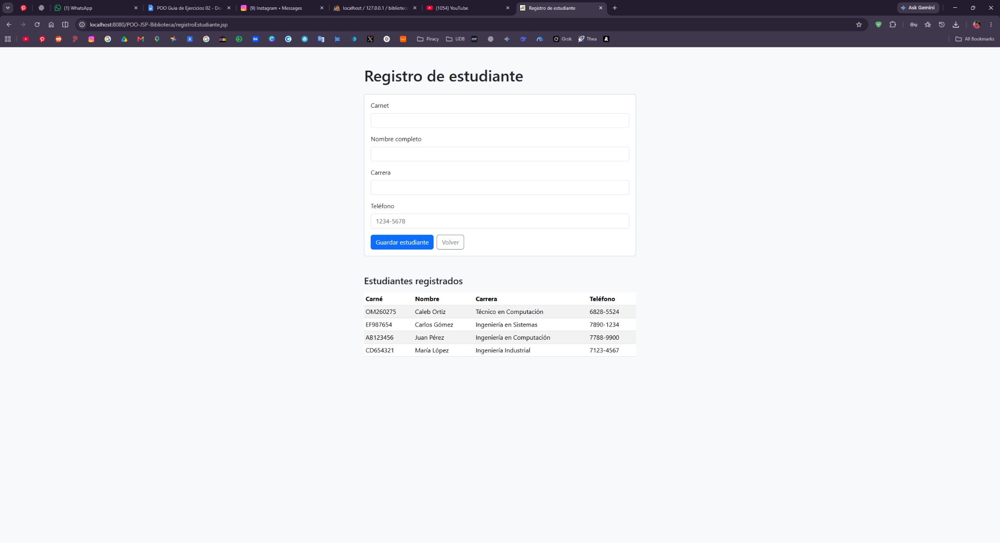 (1) WhatsApp
POO Guia de Ejercicios 02 - Doc
(9) Instagram • Messages
localhost / 127.0.0.1 / biblioteca
(1054) YouTube
Registro de estudiante
Ask Gemini
localhost:8080/POO-JSP-Biblioteca/registroEstudiante.jsp
Piracy
UDB
Grok
Thea
All Bookmarks
Registro de estudiante
Carnet
Nombre completo
Carrera
Teléfono
1234-5678
Guardar estudiante Volver
Estudiantes registrados
Carné Nombre Carrera Teléfono
OM260275 Caleb Ortiz Técnico en Computación 6828-5524
EF987654 Carlos Gómez Ingeniería en Sistemas 7890-1234
AB123456 Juan Pérez Ingeniería en Computación 7788-9900
CD654321 María López Ingeniería Industrial 7123-4567